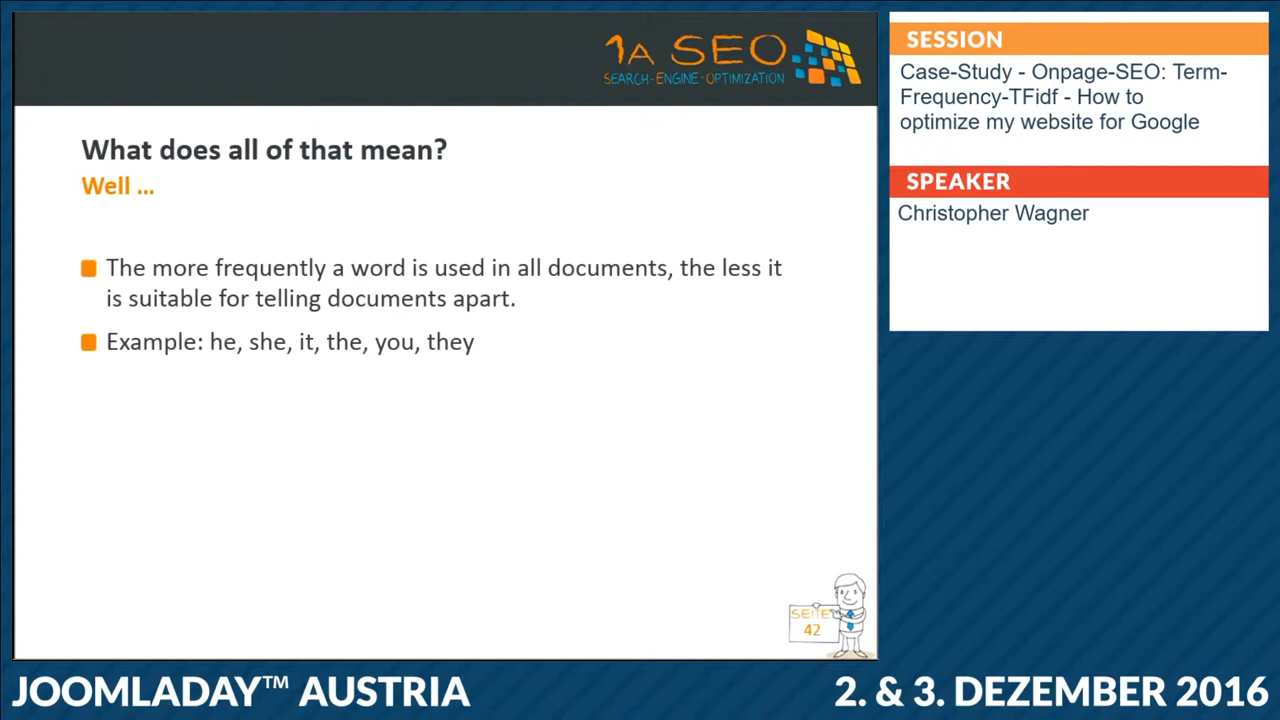 1A SEO
SEARCH-ENGINE-OPTIMIZATION
What does all of that mean?
Well ...
The more frequently a word is used in all documents, the less it
is suitable for telling documents apart.
Example: he, she, it, the, you, they
SEITE
42
SESSION
Case-Study - Onpage-SEO: Term-
Frequency-TFidf - How to
optimize my website for Google
SPEAKER
Christopher Wagner
JOOMLADAY™ AUSTRIA
2. & 3. DEZEMBER 2016